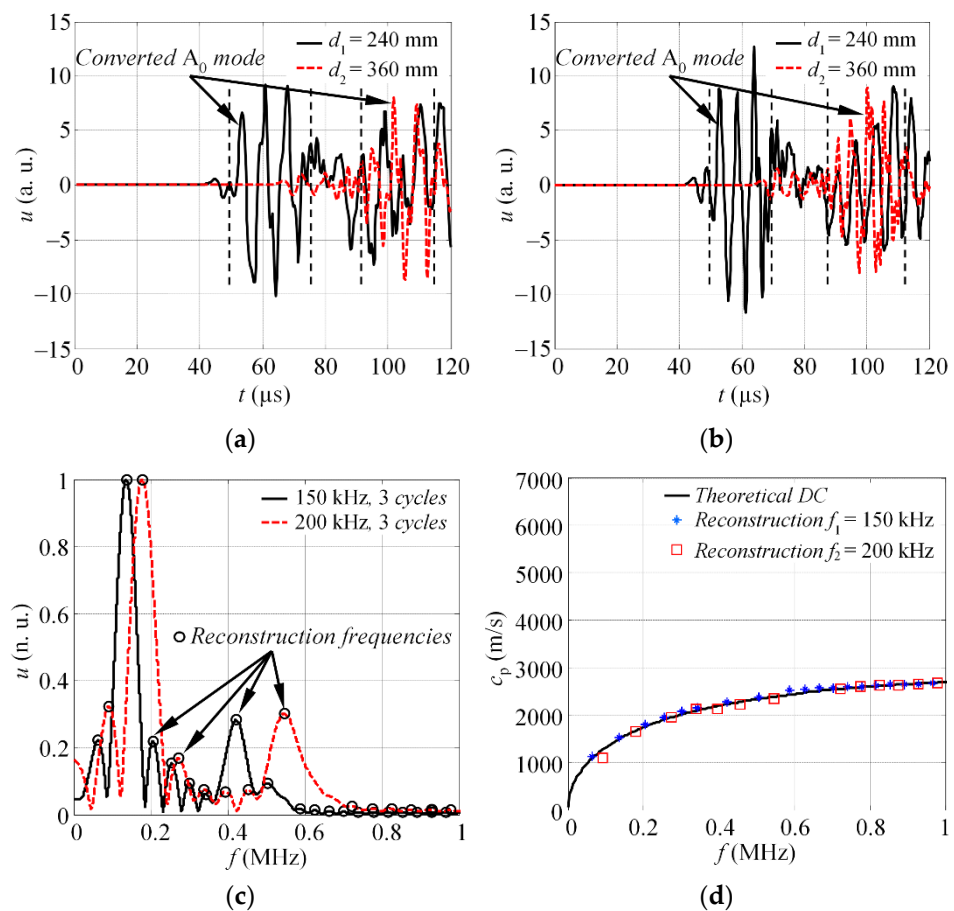 15
10
5
0
−5
−10
−15
u (a. u.)
Converted A0 mode
d1 = 240 mm
d2 = 360 mm
0 20 40 60 80 100 120
t (µs)
(a)
15
10
5
0
−5
−10
−15
u (a. u.)
Converted A0 mode
d1 = 240 mm
d2 = 360 mm
0 20 40 60 80 100 120
t (µs)
(b)
1
0.8
0.6
0.4
0.2
0
u (n. u.)
150 kHz, 3 cycles
200 kHz, 3 cycles
Reconstruction frequencies
0 0.2 0.4 0.6 0.8 1
f (MHz)
(c)
7000
6000
5000
4000
3000
2000
1000
0
cp (m/s)
Theoretical DC
Reconstruction f1 = 150 kHz
Reconstruction f2 = 200 kHz
0 0.2 0.4 0.6 0.8 1
f (MHz)
(d)